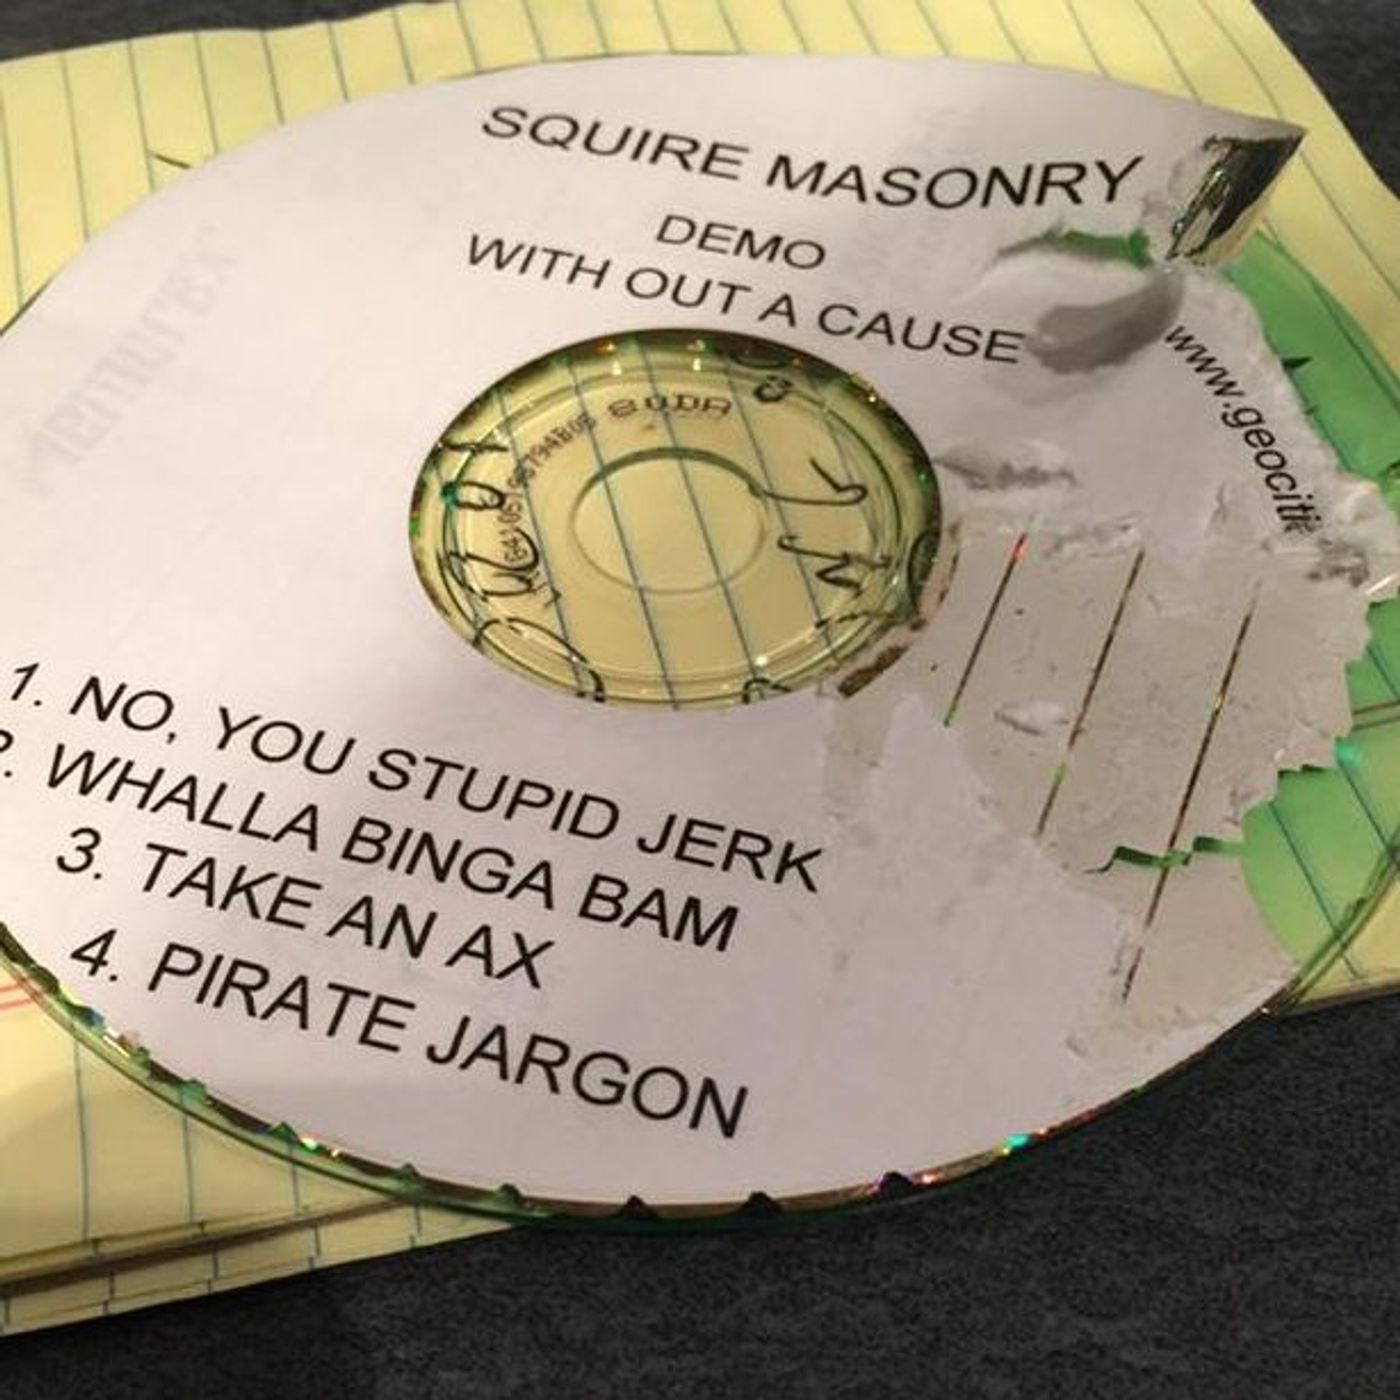 SQUIRE MASONRY
DEMO
WITH OUT A CAUSE
www.geociti
1. NO, YOU STUPID JERK
2. WHALLA BINGA BAM
3. TAKE AN AX
4. PIRATE JARGON